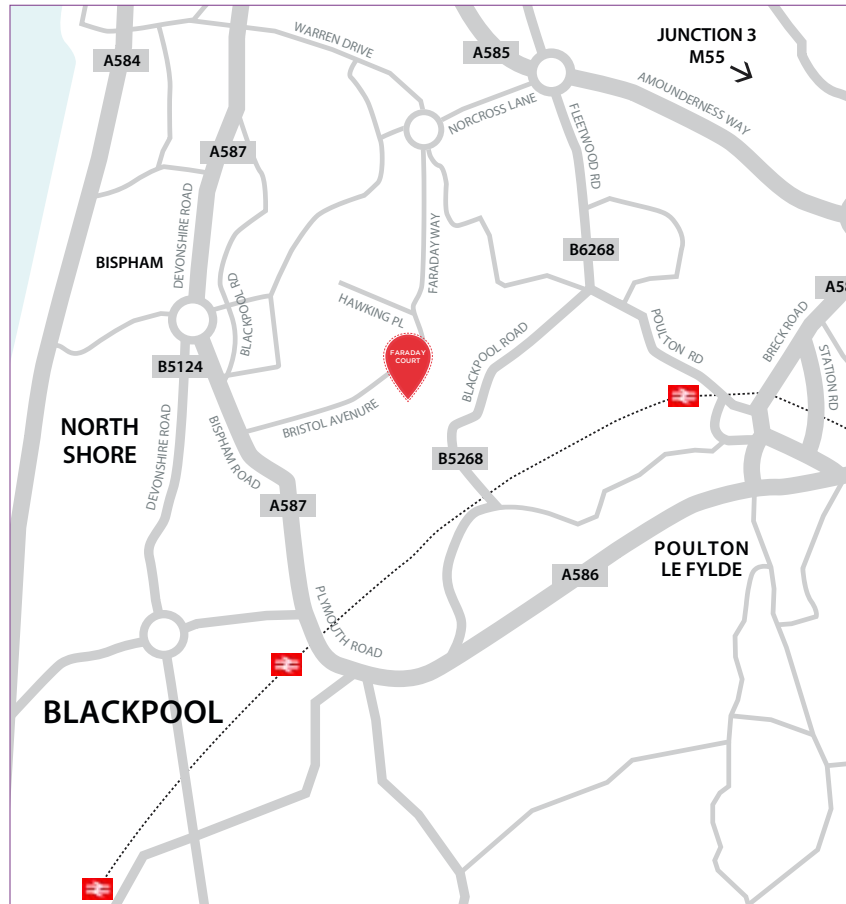 WARREN DRIVE
JUNCTION 3
M55
A584
A585
AMOUNDERNESS WAY
NORCROSS LANE
FLEETWOOD RD
A587
DEVONSHIRE ROAD
FARADAY WAY
B6268
BISPHAM
BLACKPOOL RD
HAWKING PL
A58
POULTON RD
BRECK ROAD
STATION RD
FARADAY
COURT
BLACKPOOL ROAD
B5124
NORTH
SHORE
DEVONSHIRE ROAD
BISPHAM ROAD
BRISTOL AVENURE
B5268
A587
POULTON
LE FYLDE
A586
PLYMOUTH ROAD
BLACKPOOL